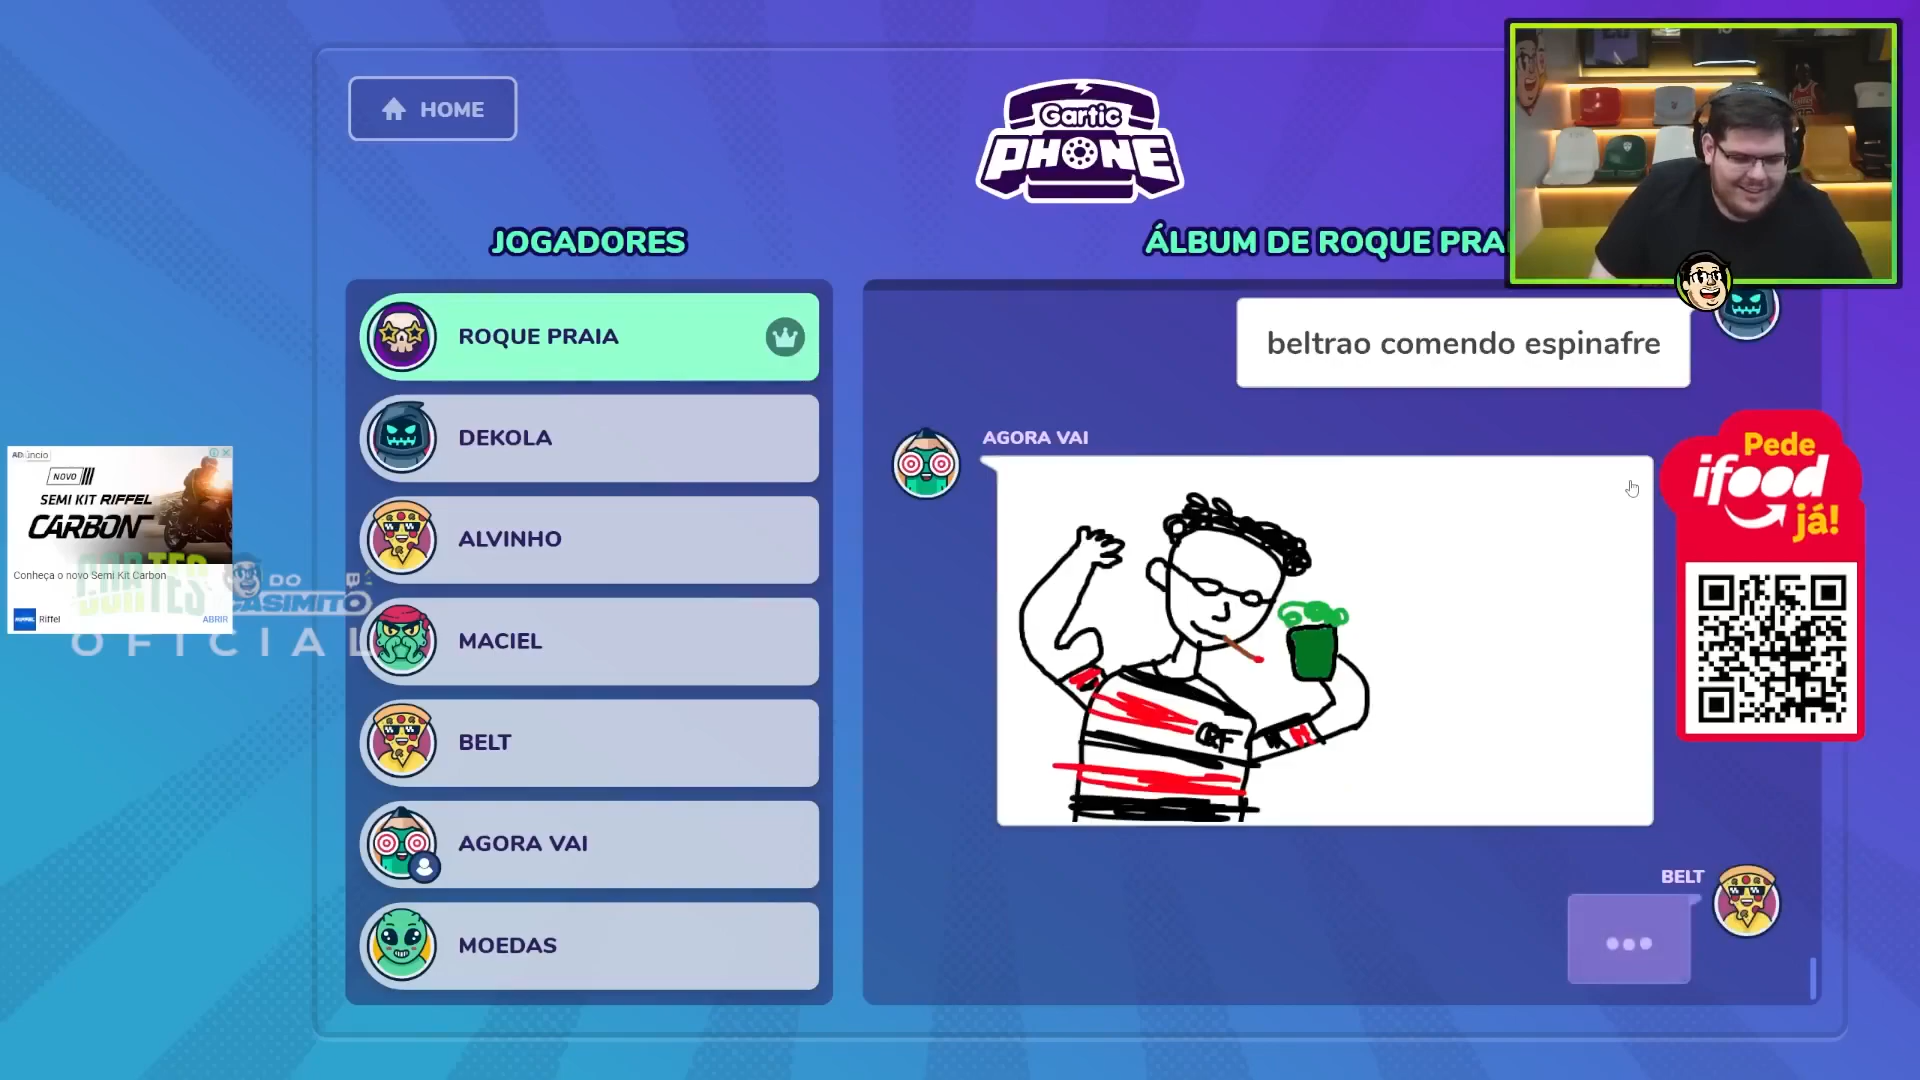 HOME
Gartic
PHONE
JOGADORES
ÁLBUM DE ROQUE PRA
ROQUE PRAIA
DEKOLA
ALVINHO
MACIEL
BELT
AGORA VAI
MOEDAS
beltrao comendo espinafre
AGORA VAI
CRF
BELT
Pede
ifood
já!
NOVO
SEMI KIT RIFFEL
CARBON
Conheça o novo Semi Kit Carbon
Riffel
ABRIR
CORTES
DO
CASIMITO
OFICIAL